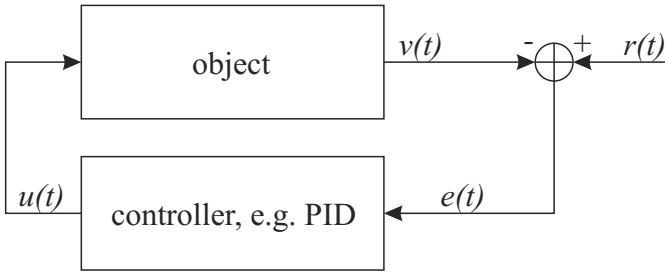 object
v(t)
-
+
r(t)
u(t)
controller, e.g. PID
e(t)